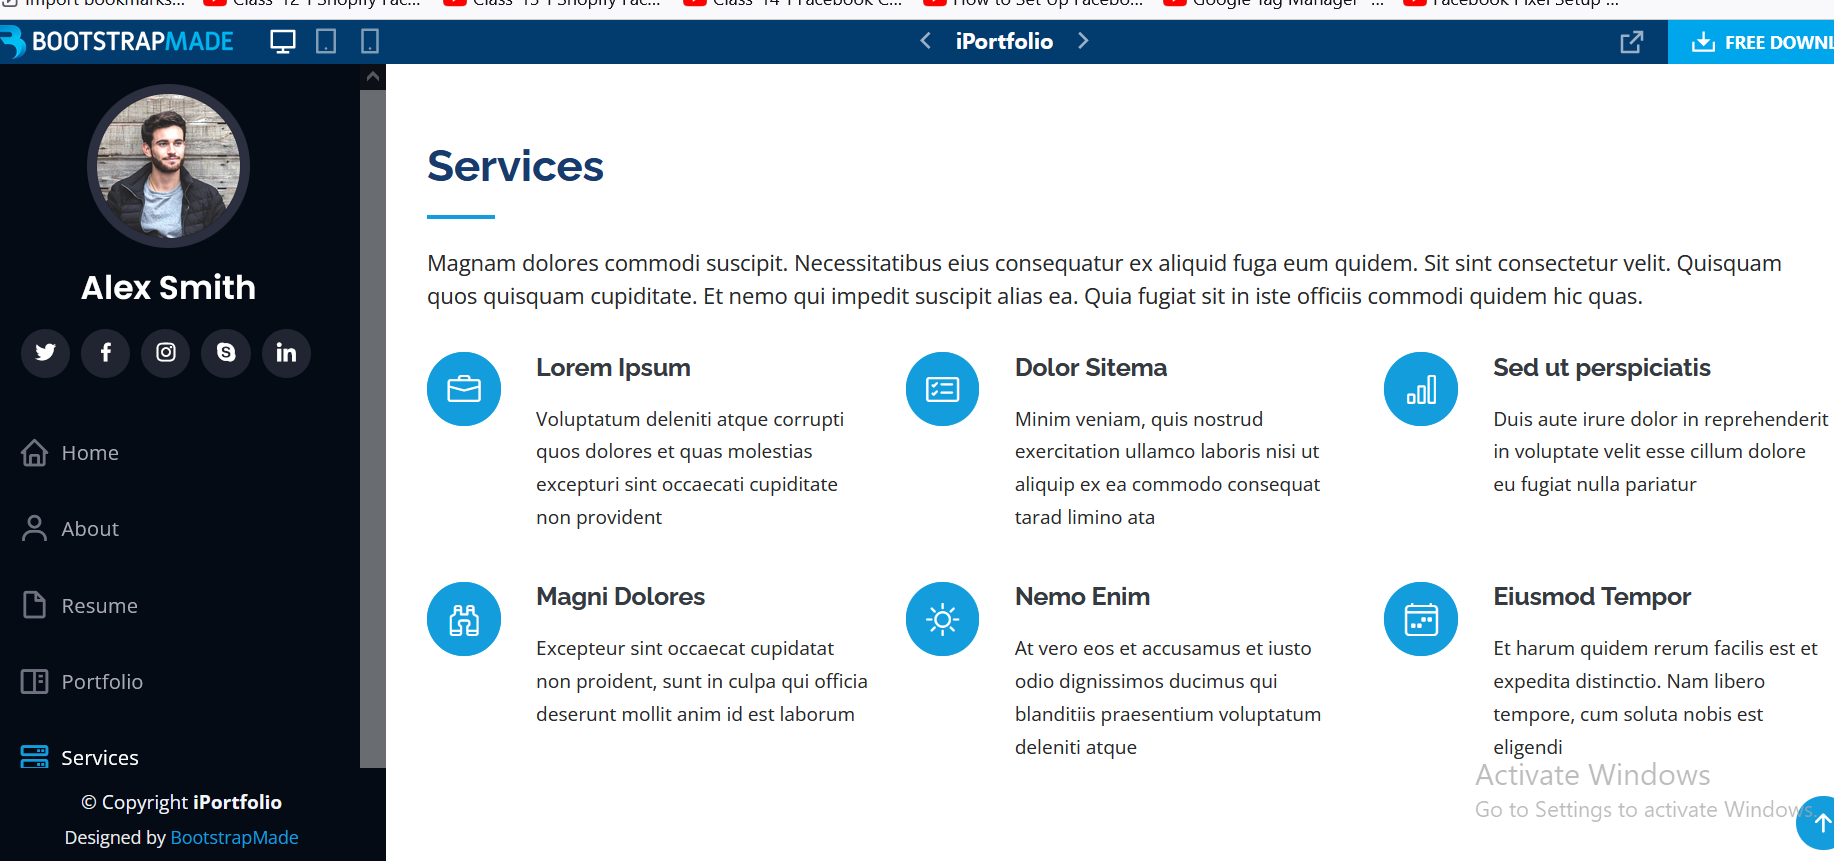 Import bookmarks...
Class -12 I Shopify Fac...
Class -13 I Shopify Fac...
Class -14 I Facebook C...
How to Set Up Facebo...
Google Tag Manager ...
Facebook Pixel Setup ...
BOOTSTRAPMADE
iPortfolio
FREE DOWNL
Alex Smith
Home
About
Resume
Portfolio
Services
© Copyright iPortfolio
Designed by BootstrapMade
Services
Magnam dolores commodi suscipit. Necessitatibus eius consequatur ex aliquid fuga eum quidem. Sit sint consectetur velit. Quisquam
quos quisquam cupiditate. Et nemo qui impedit suscipit alias ea. Quia fugiat sit in iste officiis commodi quidem hic quas.
Lorem Ipsum
Voluptatum deleniti atque corrupti
quos dolores et quas molestias
excepturi sint occaecati cupiditate
non provident
Dolor Sitema
Minim veniam, quis nostrud
exercitation ullamco laboris nisi ut
aliquip ex ea commodo consequat
tarad limino ata
Sed ut perspiciatis
Duis aute irure dolor in reprehenderit
in voluptate velit esse cillum dolore
eu fugiat nulla pariatur
Magni Dolores
Excepteur sint occaecat cupidatat
non proident, sunt in culpa qui officia
deserunt mollit anim id est laborum
Nemo Enim
At vero eos et accusamus et iusto
odio dignissimos ducimus qui
blanditiis praesentium voluptatum
deleniti atque
Eiusmod Tempor
Et harum quidem rerum facilis est et
expedita distinctio. Nam libero
tempore, cum soluta nobis est
eligendi
Activate Windows
Go to Settings to activate Windows.